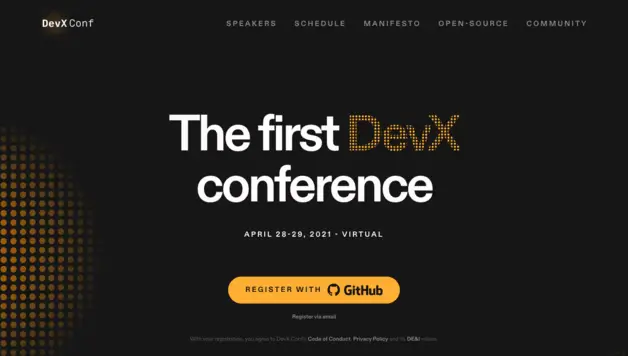 DevX Conf
SPEAKERS SCHEDULE MANIFESTO OPEN-SOURCE COMMUNITY
The first DevX
conference
APRIL 28-29, 2021 - VIRTUAL
REGISTER WITH GitHub
Register via email
With your registration, you agree to DevX Conf's Code of Conduct, Privacy Policy and its DE&I values.